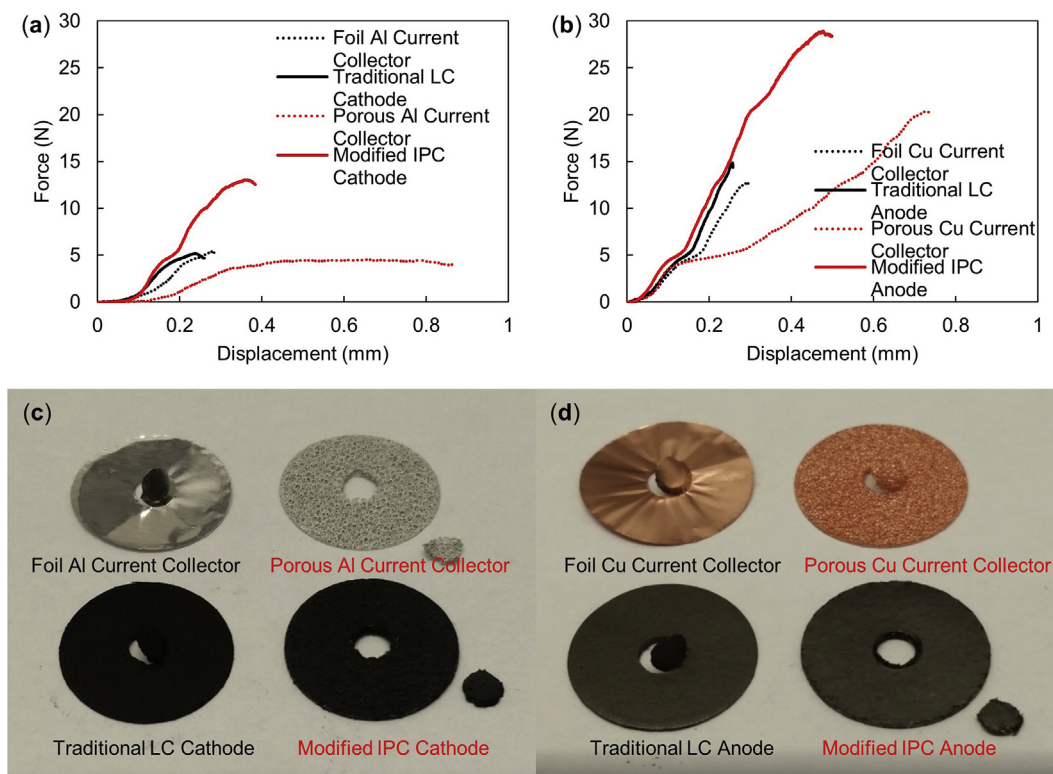 (a)
30
25
20
15
10
5
0
0
0.2
0.4
0.6
0.8
1
Force (N)
Displacement (mm)
Foil Al Current
Collector
Traditional LC
Cathode
Porous Al Current
Collector
Modified IPC
Cathode
(b)
30
25
20
15
10
5
0
0
0.2
0.4
0.6
0.8
1
Force (N)
Displacement (mm)
Foil Cu Current
Collector
Traditional LC
Anode
Porous Cu Current
Collector
Modified IPC
Anode
(c)
Foil Al Current Collector
Porous Al Current Collector
Traditional LC Cathode
Modified IPC Cathode
(d)
Foil Cu Current Collector
Porous Cu Current Collector
Traditional LC Anode
Modified IPC Anode